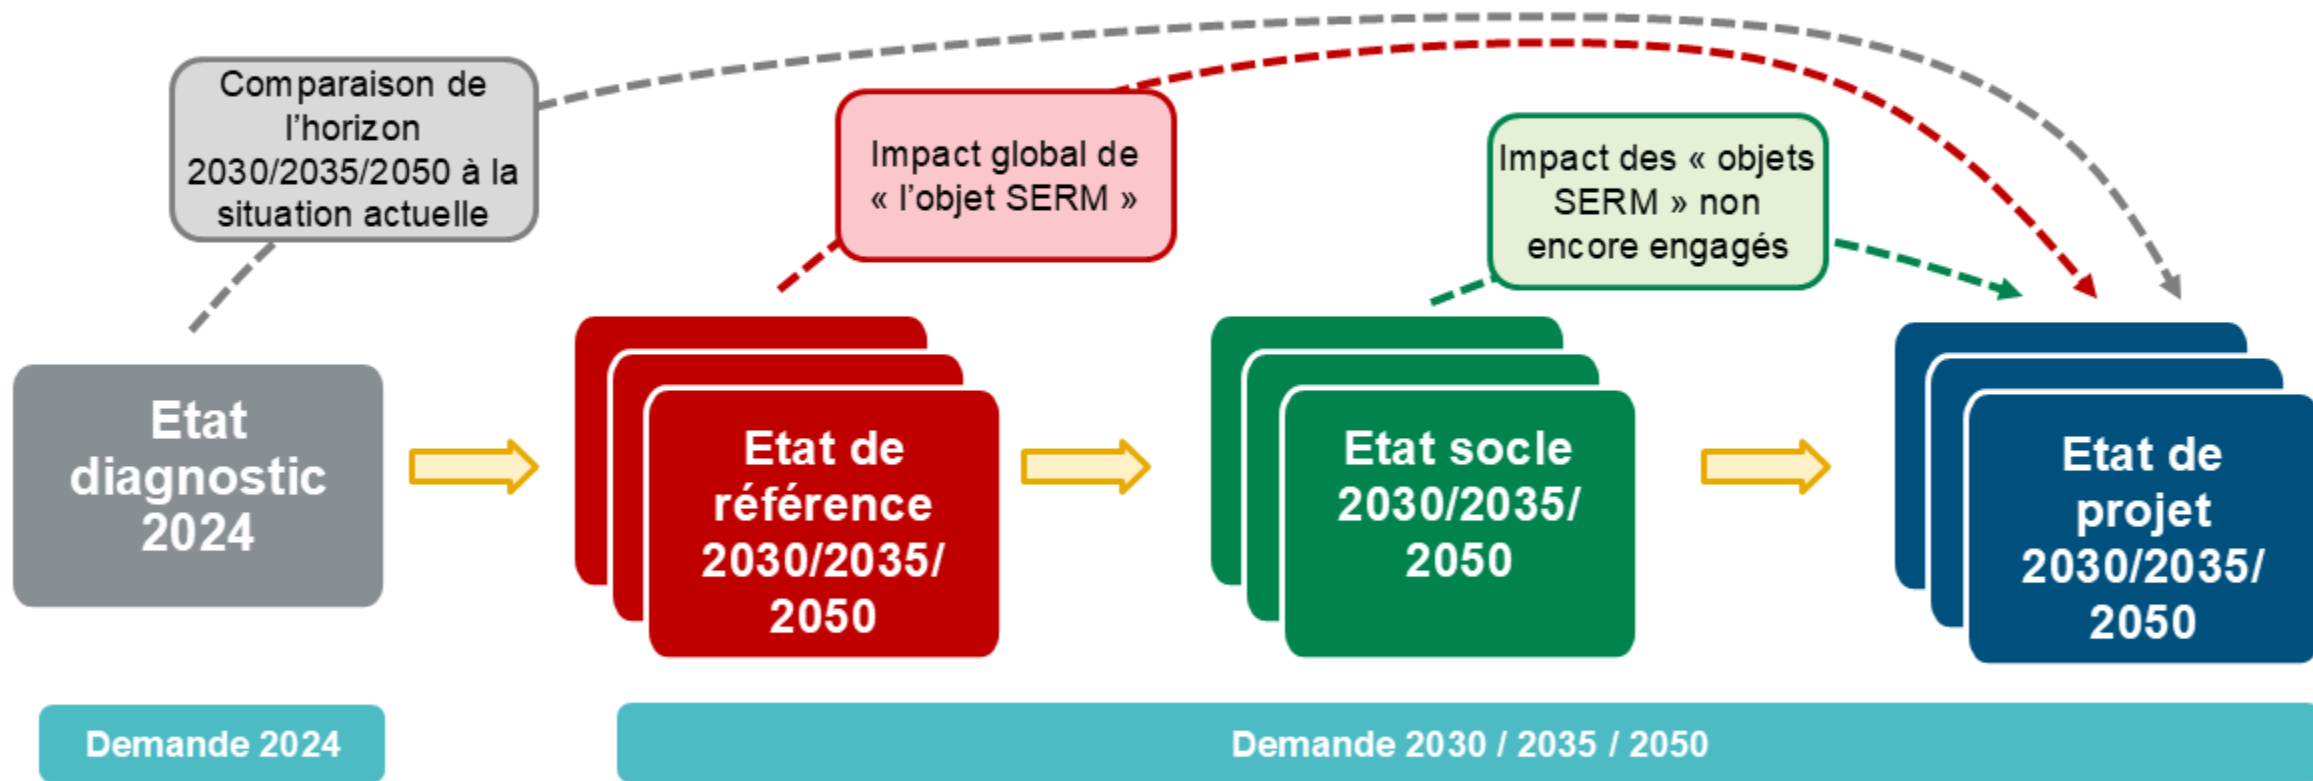 Comparaison de
l'horizon
2030/2035/2050 à la
situation actuelle
Impact global de
« l'objet SERM »
Impact des « objets
SERM » non
encore engagés
Etat
diagnostic
2024
Etat de
référence
2030/2035/
2050
Etat socle
2030/2035/
2050
Etat de
projet
2030/2035/
2050
Demande 2024
Demande 2030 / 2035 / 2050